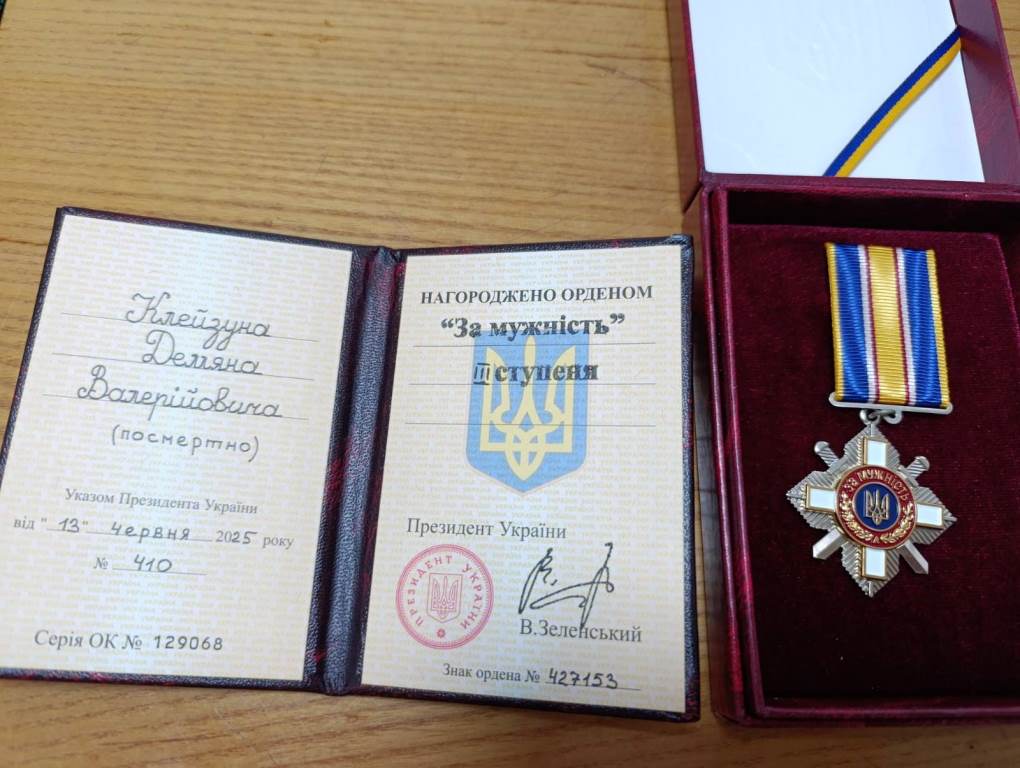 Клейзуна
Демяна
Валерійовича
(посмертно)
Указом Президента України
від "13" червня 2025 року
№ 410
Серія ОК № 129068
НАГОРОДЖЕНО ОРДЕНОМ
“За мужність”
III ступеня
Президент України
ПРЕЗИДЕНТ УКРАЇНИ
В.Зеленський
Знак ордена № 427153
ЗА МУЖНІСТЬ